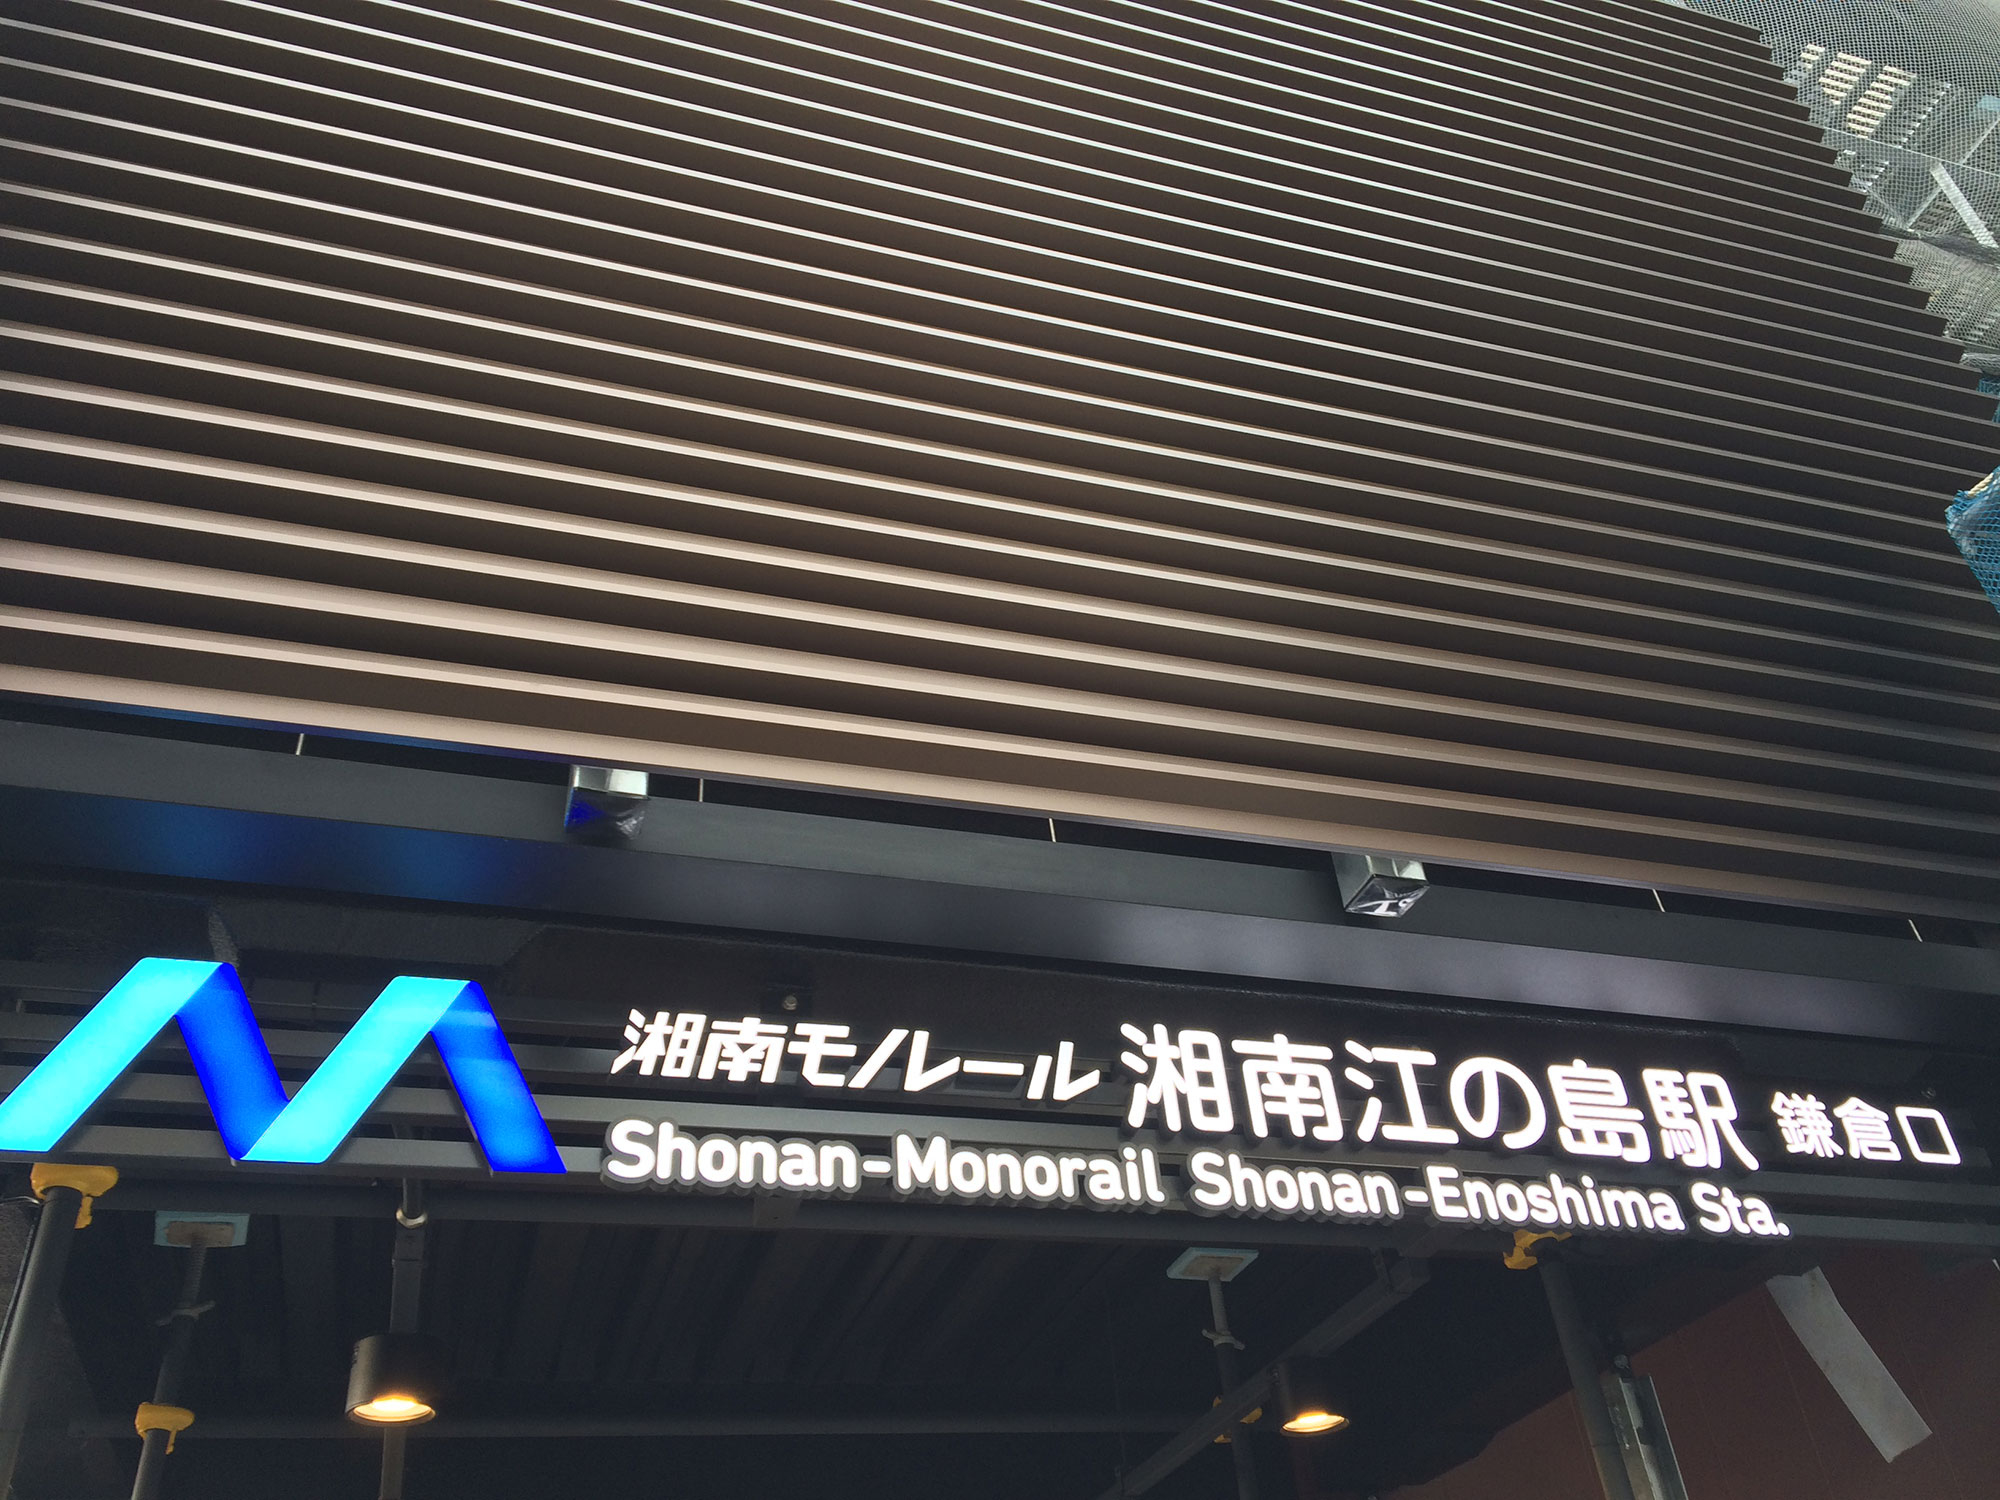 湘南モノレール 湘南江の島駅 鎌倉口
Shonan-Monorail Shonan-Enoshima Sta.